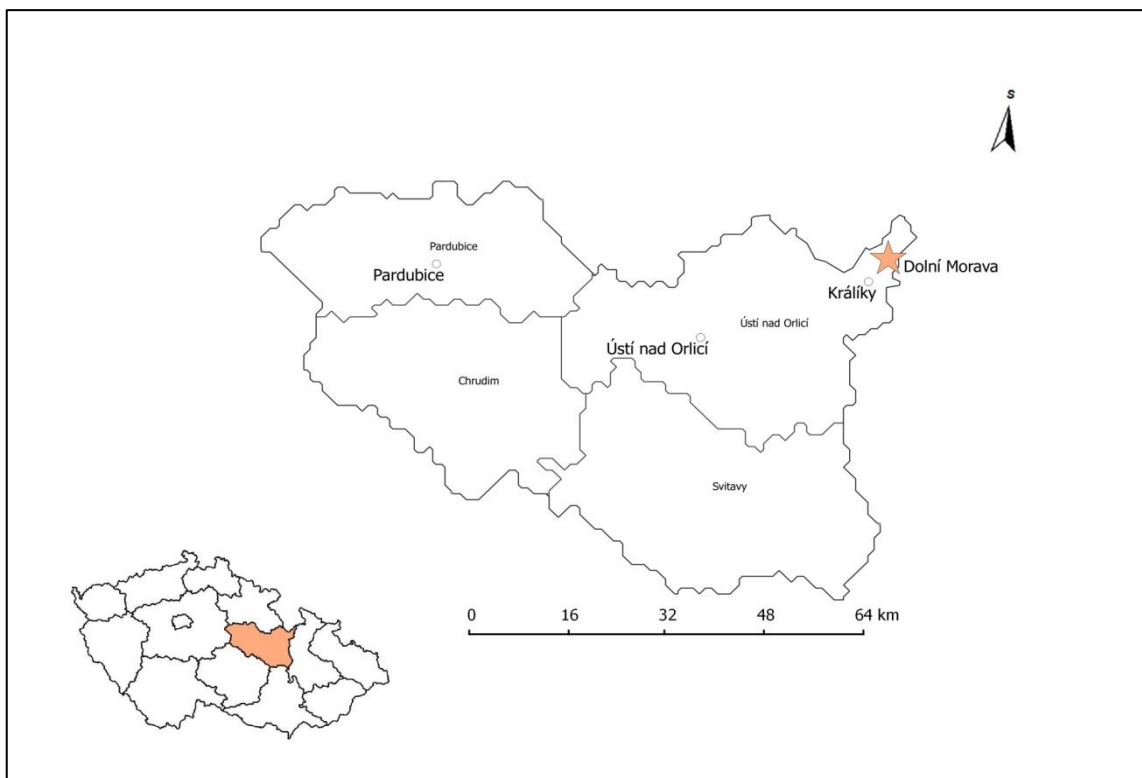 s
Pardubice
Pardubice
Dolní Morava
Králíky
Ústí nad Orlicí
Ústí nad Orlicí
Chrudim
Svitavy
0 16 32 48 64 km